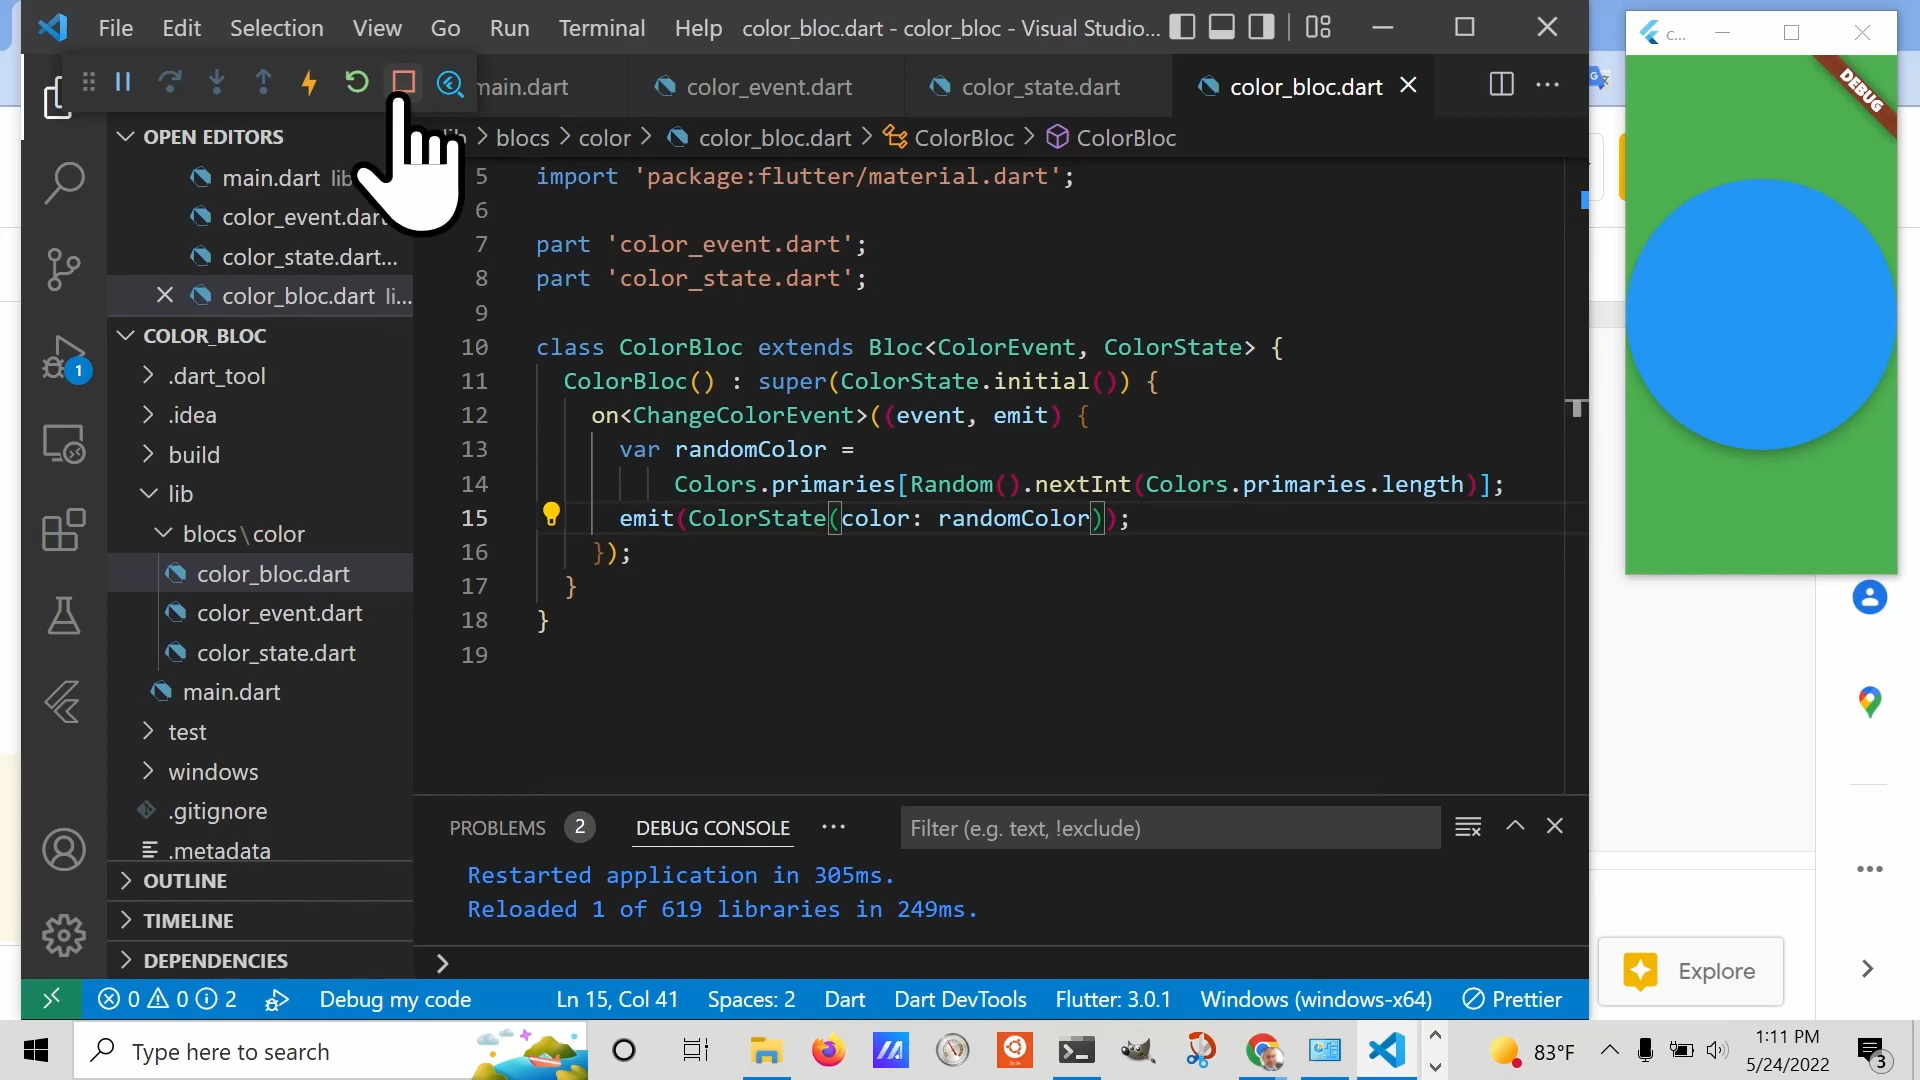 File Edit Selection View Go Run Terminal Help color_bloc.dart - color_bloc - Visual Studio...
main.dart color_event.dart color_state.dart color_bloc.dart
blocs color color_bloc.dart ColorBloc ColorBloc
OPEN EDITORS
main.dart lib
color_event.dart
color_state.dart...
color_bloc.dart li...
COLOR_BLOC
.dart_tool
.idea
build
lib
blocs\color
color_bloc.dart
color_event.dart
color_state.dart
main.dart
test
windows
.gitignore
.metadata
OUTLINE
TIMELINE
DEPENDENCIES
1
5 import 'package:flutter/material.dart';
6
7 part 'color_event.dart';
8 part 'color_state.dart';
9
10 class ColorBloc extends Bloc<ColorEvent, ColorState> {
11 ColorBloc() : super(ColorState.initial()) {
12 on<ChangeColorEvent>((event, emit) {
13 var randomColor =
14 Colors.primaries[Random().nextInt(Colors.primaries.length)];
15 emit(ColorState(color: randomColor));
16 });
17 }
18 }
19
PROBLEMS 2 DEBUG CONSOLE Filter (e.g. text, !exclude)
Restarted application in 305ms.
Reloaded 1 of 619 libraries in 249ms.
0 0 2 Debug my code Ln 15, Col 41 Spaces: 2 Dart Dart DevTools Flutter: 3.0.1 Windows (windows-x64) Prettier
c...
DEBUG
Explore
Type here to search
83°F
1:11 PM
5/24/2022
3